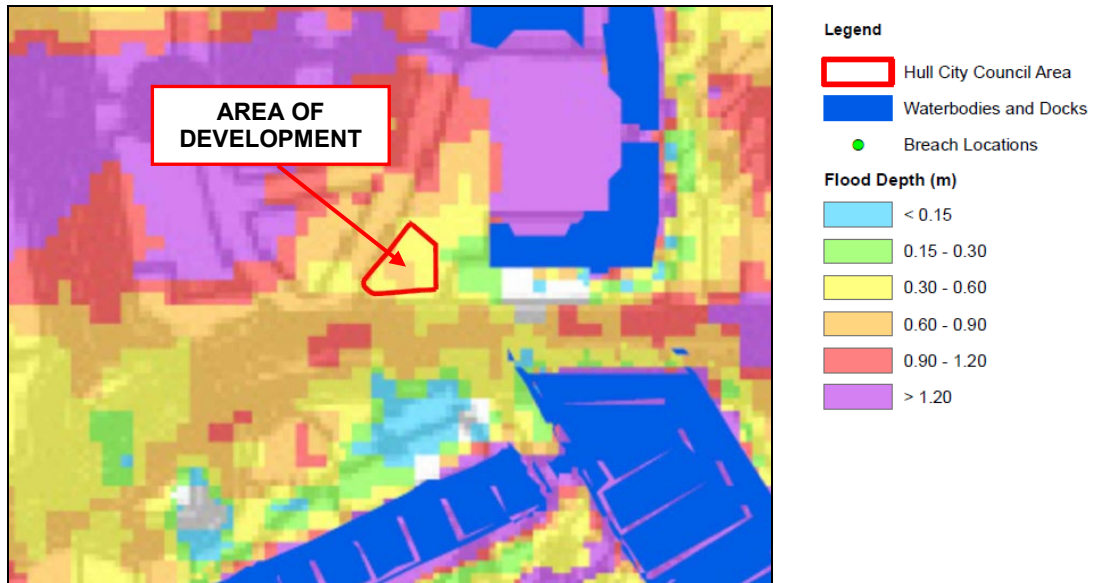 AREA OF
DEVELOPMENT
Legend
Hull City Council Area
Waterbodies and Docks
Breach Locations
Flood Depth (m)
< 0.15
0.15 - 0.30
0.30 - 0.60
0.60 - 0.90
0.90 - 1.20
> 1.20